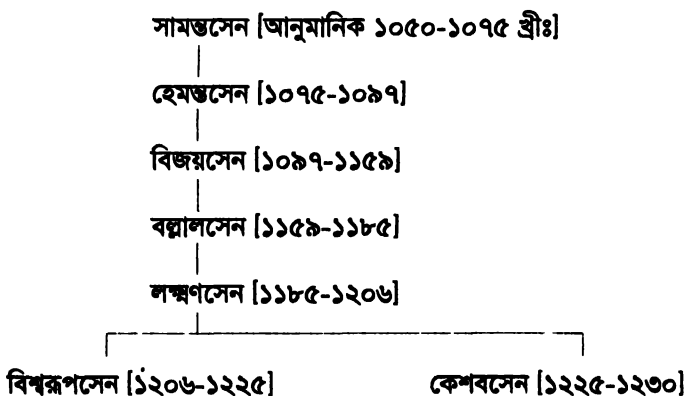 সামন্তসেন [আনুমানিক ১০৫০-১০৭৫ খ্রীঃ]
হেমন্তসেন [১০৭৫-১০৯৭]
বিজয়সেন [১০৯৭-১১৫৯]
বল্লালসেন [১১৫৯-১১৮৫]
লক্ষ্মণসেন [১১৮৫-১২০৬]
বিশ্বরূপসেন [১২০৬-১২২৫] কেশবসেন [১২২৫-১২৩০]